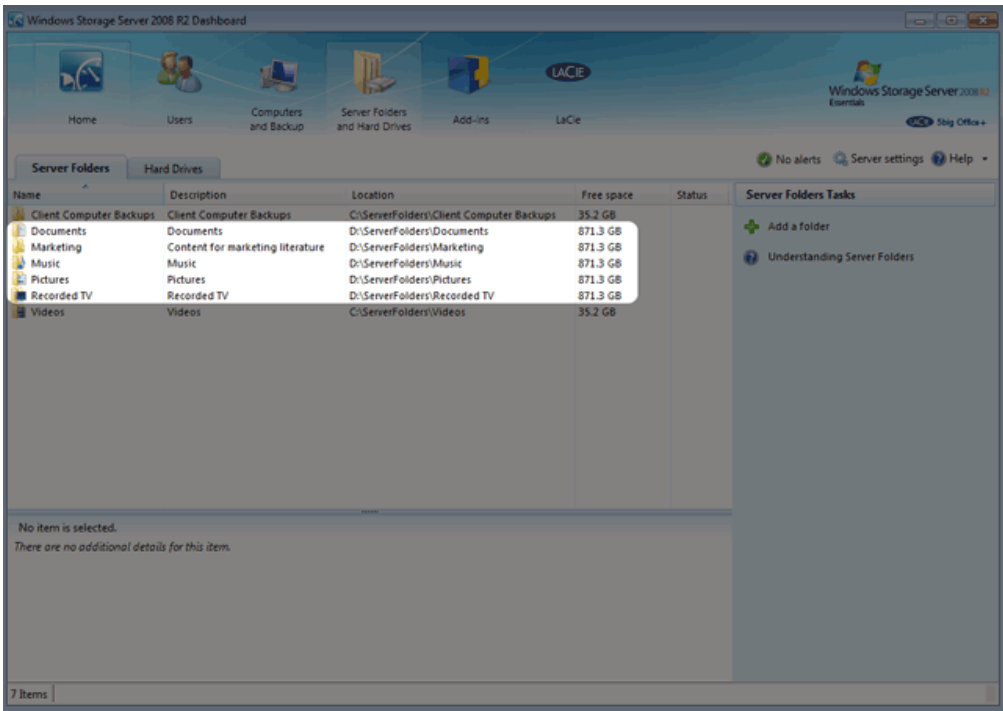 Windows Storage Server 2008 R2 Dashboard
Home
Users
Computers and Backup
Server Folders and Hard Drives
Add-ins
LACIE
LaCie
Windows Storage Server 2008 R2
Essentials
LACIE 5big Office+
Server Folders Hard Drives
No alerts Server settings Help
Name Description Location Free space Status
Client Computer Backups Client Computer Backups C:\ServerFolders\Client Computer Backups 35.2 GB
Documents Documents D:\ServerFolders\Documents 871.3 GB
Marketing Content for marketing literature D:\ServerFolders\Marketing 871.3 GB
Music Music D:\ServerFolders\Music 871.3 GB
Pictures Pictures D:\ServerFolders\Pictures 871.3 GB
Recorded TV Recorded TV D:\ServerFolders\Recorded TV 871.3 GB
Videos Videos C:\ServerFolders\Videos 35.2 GB
Server Folders Tasks
Add a folder
Understanding Server Folders
No item is selected.
There are no additional details for this item.
7 Items